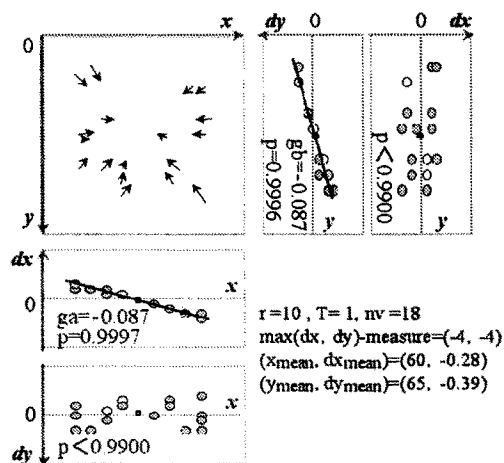 x
0
y
dy 0
gb=-0.087
p=0.9996
y
0 dx
p<0.9900
y
dx
x
0
ga=-0.087
p=0.9997
x
0
p<0.9900
dy
r=10 , T= 1, nv=18
max(dx, dy)-measure=(-4, -4)
(xmean, dxmean)=(60, -0.28)
(ymean, dymean)=(65, -0.39)